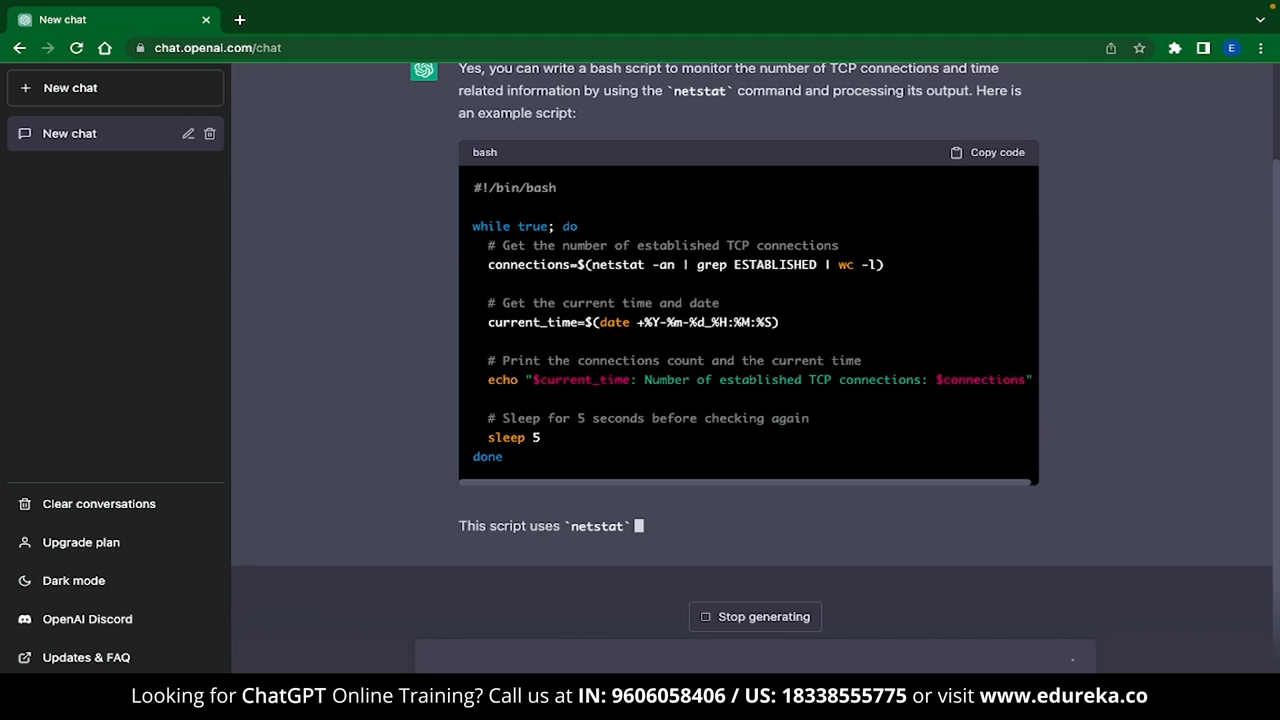 New chat
chat.openai.com/chat
E
New chat
New chat
Clear conversations
Upgrade plan
Dark mode
OpenAI Discord
Updates & FAQ
Yes, you can write a bash script to monitor the number of TCP connections and time
related information by using the `netstat` command and processing its output. Here is
an example script:
bash
Copy code
#!/bin/bash
while true; do
# Get the number of established TCP connections
connections=$(netstat -an | grep ESTABLISHED | wc -l)
# Get the current time and date
current_time=$(date +%Y-%m-%d_%H:%M:%S)
# Print the connections count and the current time
echo "$current_time: Number of established TCP connections: $connections"
# Sleep for 5 seconds before checking again
sleep 5
done
This script uses `netstat`
Stop generating
Looking for ChatGPT Online Training? Call us at IN: 9606058406 / US: 18338555775 or visit www.edureka.co